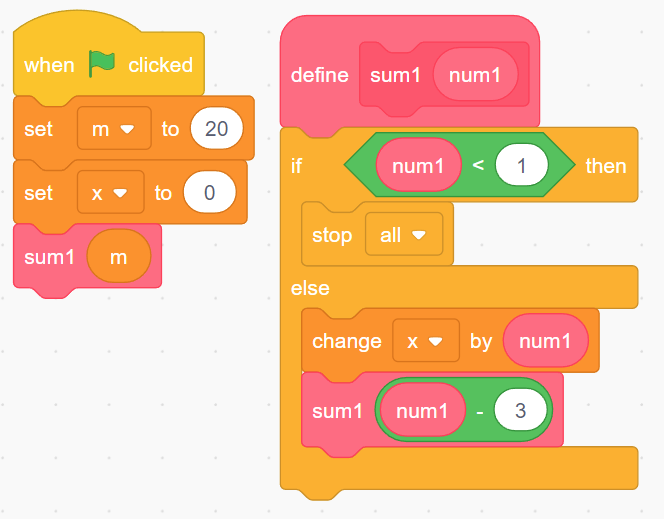 when clicked
set m to 20
set x to 0
sum1 m
define sum1 num1
if num1 < 1 then
stop all
else
change x by num1
sum1 num1 - 3